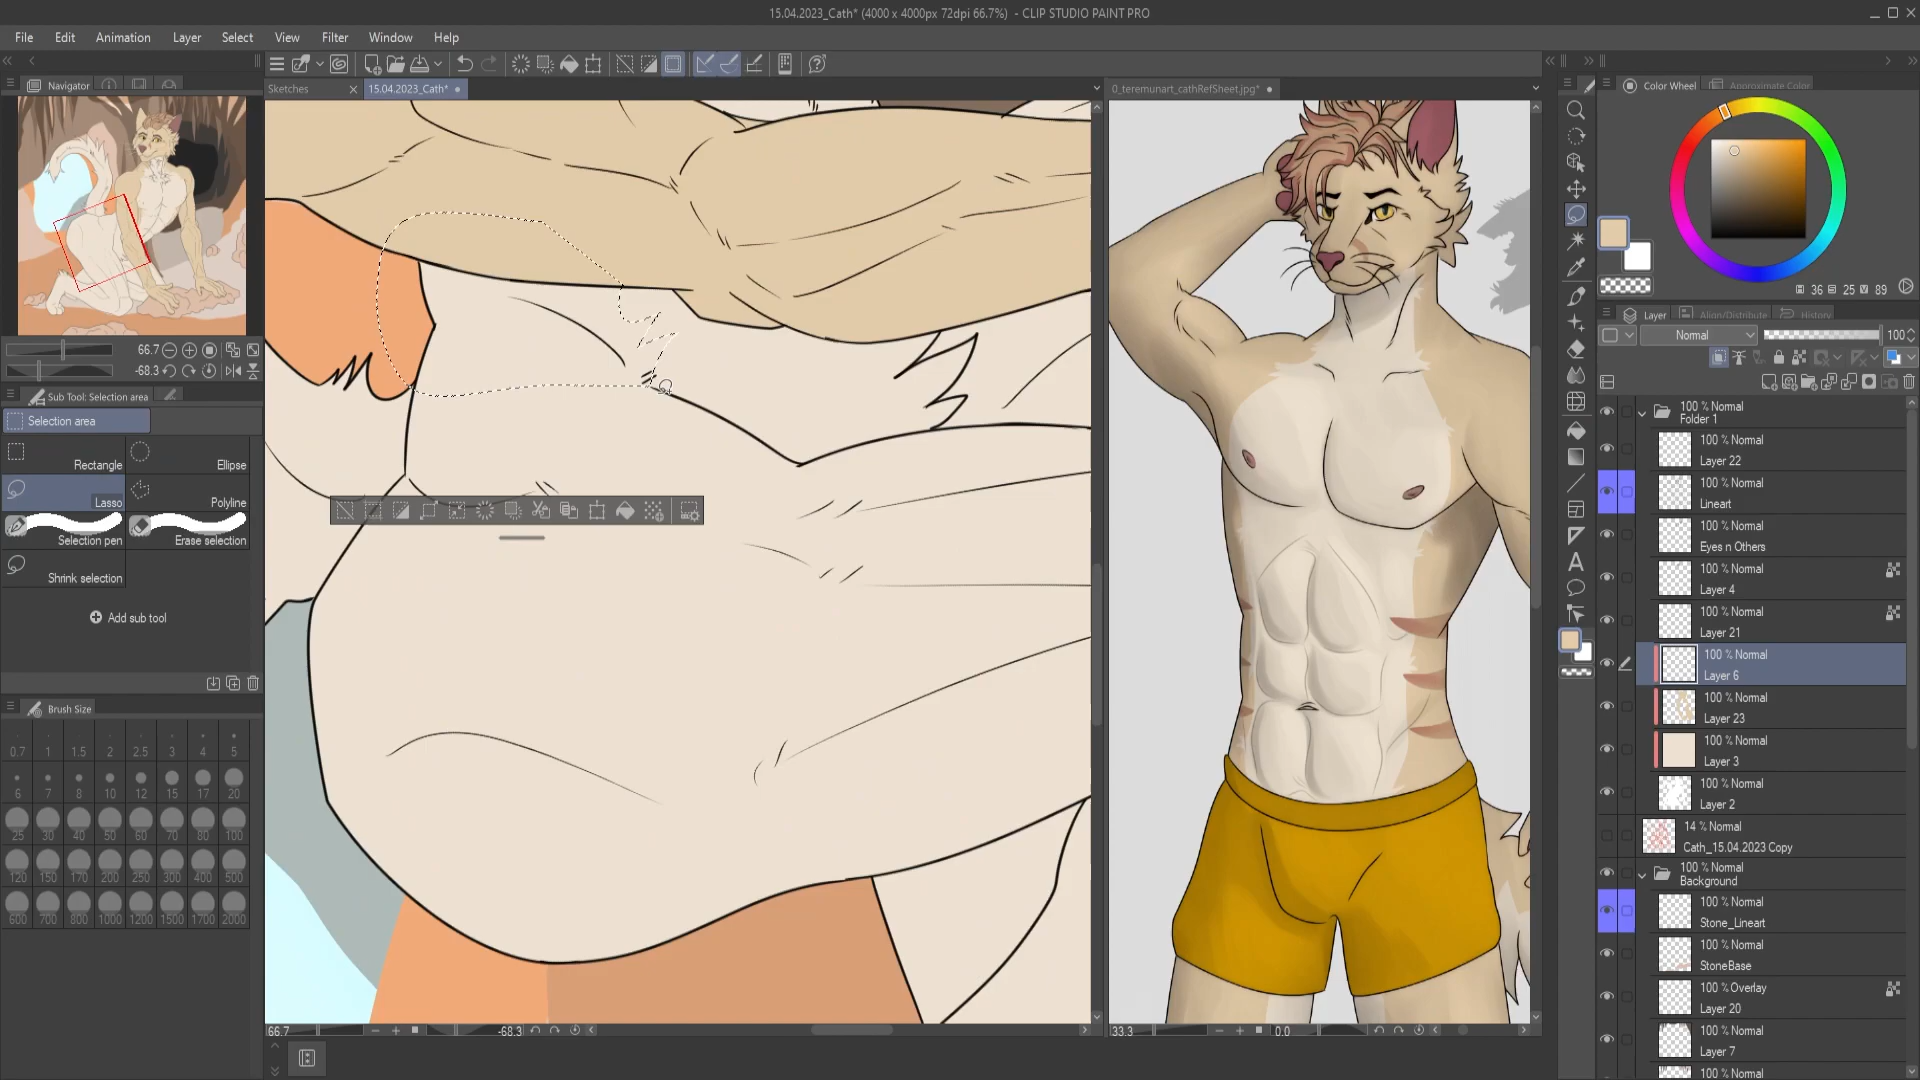 15.04.2023_Cath* (4000 x 4000px 72dpi 66.7%) - CLIP STUDIO PAINT PRO
File Edit Animation Layer Select View Filter Window Help
Navigator
Sketches
15.04.2023_Cath*
0_teremunart_cathRefSheet.jpg*
Color Wheel
Approximate Color
66.7
-68.3
Sub Tool: Selection area
Selection area
Rectangle
Ellipse
Lasso
Polyline
Selection pen
Erase selection
Shrink selection
Add sub tool
Brush Size
0.7 1 1.5 2 2.5 3 4 5
6 7 8 10 12 15 17 20
25 30 40 50 60 70 80 100
120 150 170 200 250 300 400 500
600 700 800 1000 1200 1500 1700 2000
66.7
-68.3
33.3
0.0
36 25 89
Layer
Align/Distribute
History
Normal
100
100 % Normal
Folder 1
100 % Normal
Layer 22
100 % Normal
Lineart
100 % Normal
Eyes n Others
100 % Normal
Layer 4
100 % Normal
Layer 21
100 % Normal
Layer 6
100 % Normal
Layer 23
100 % Normal
Layer 3
100 % Normal
Layer 2
14 % Normal
Cath_15.04.2023 Copy
100 % Normal
Background
100 % Normal
Stone_Lineart
100 % Normal
StoneBase
100 % Overlay
Layer 20
100 % Normal
Layer 7
100 % Normal